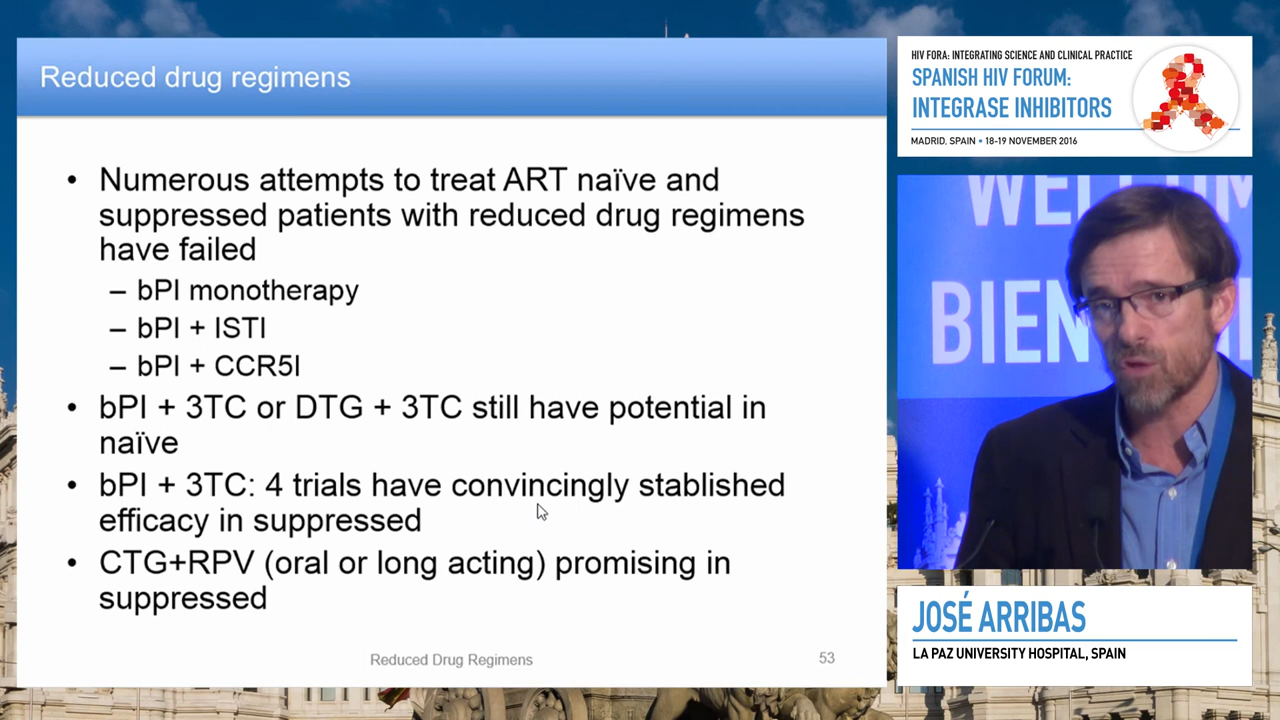 Reduced drug regimens
• Numerous attempts to treat ART naïve and
suppressed patients with reduced drug regimens
have failed
– bPI monotherapy
– bPI + ISTI
– bPI + CCR5I
• bPI + 3TC or DTG + 3TC still have potential in
naïve
• bPI + 3TC: 4 trials have convincingly stablished
efficacy in suppressed
• CTG+RPV (oral or long acting) promising in
suppressed
Reduced Drug Regimens
53
HIV FORA: INTEGRATING SCIENCE AND CLINICAL PRACTICE
SPANISH HIV FORUM:
INTEGRASE INHIBITORS
MADRID, SPAIN • 18-19 NOVEMBER 2016
JOSÉ ARRIBAS
LA PAZ UNIVERSITY HOSPITAL, SPAIN